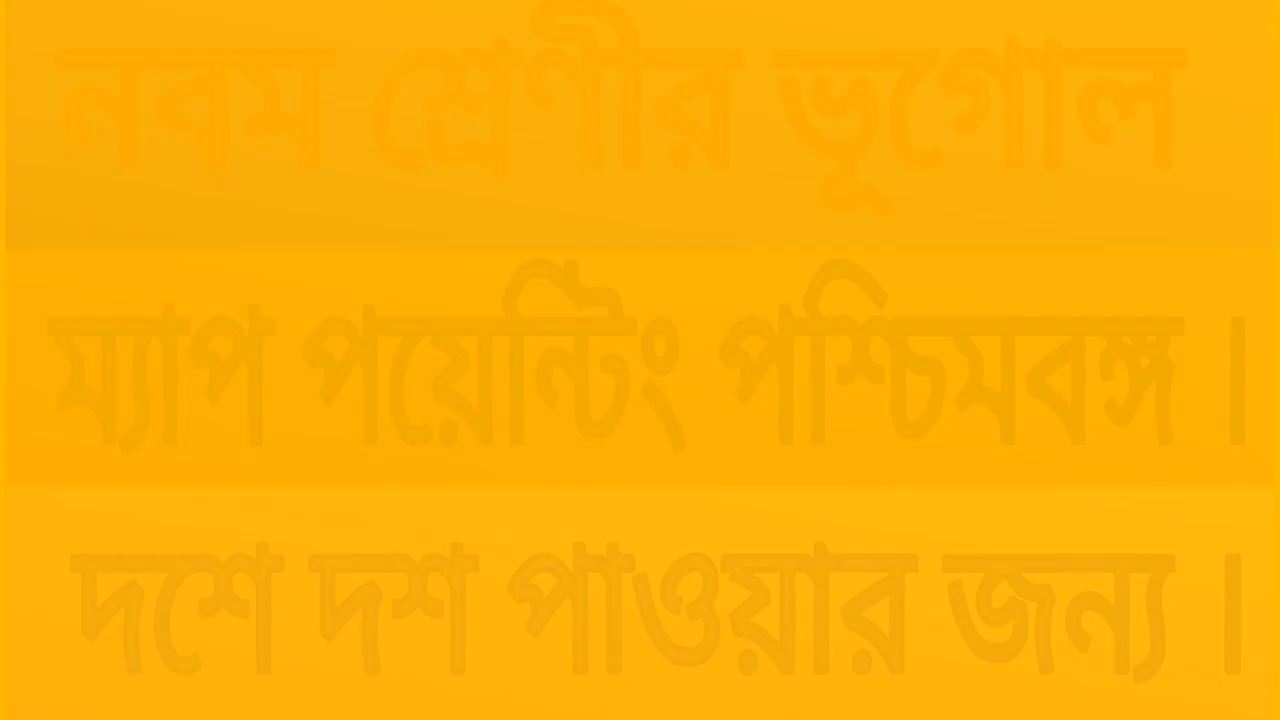 নবম শ্রেণীর ভূগোল
ম্যাপ পয়েন্টিং পশ্চিমবঙ্গ ।
দশে দশ পাওয়ার জন্য ।